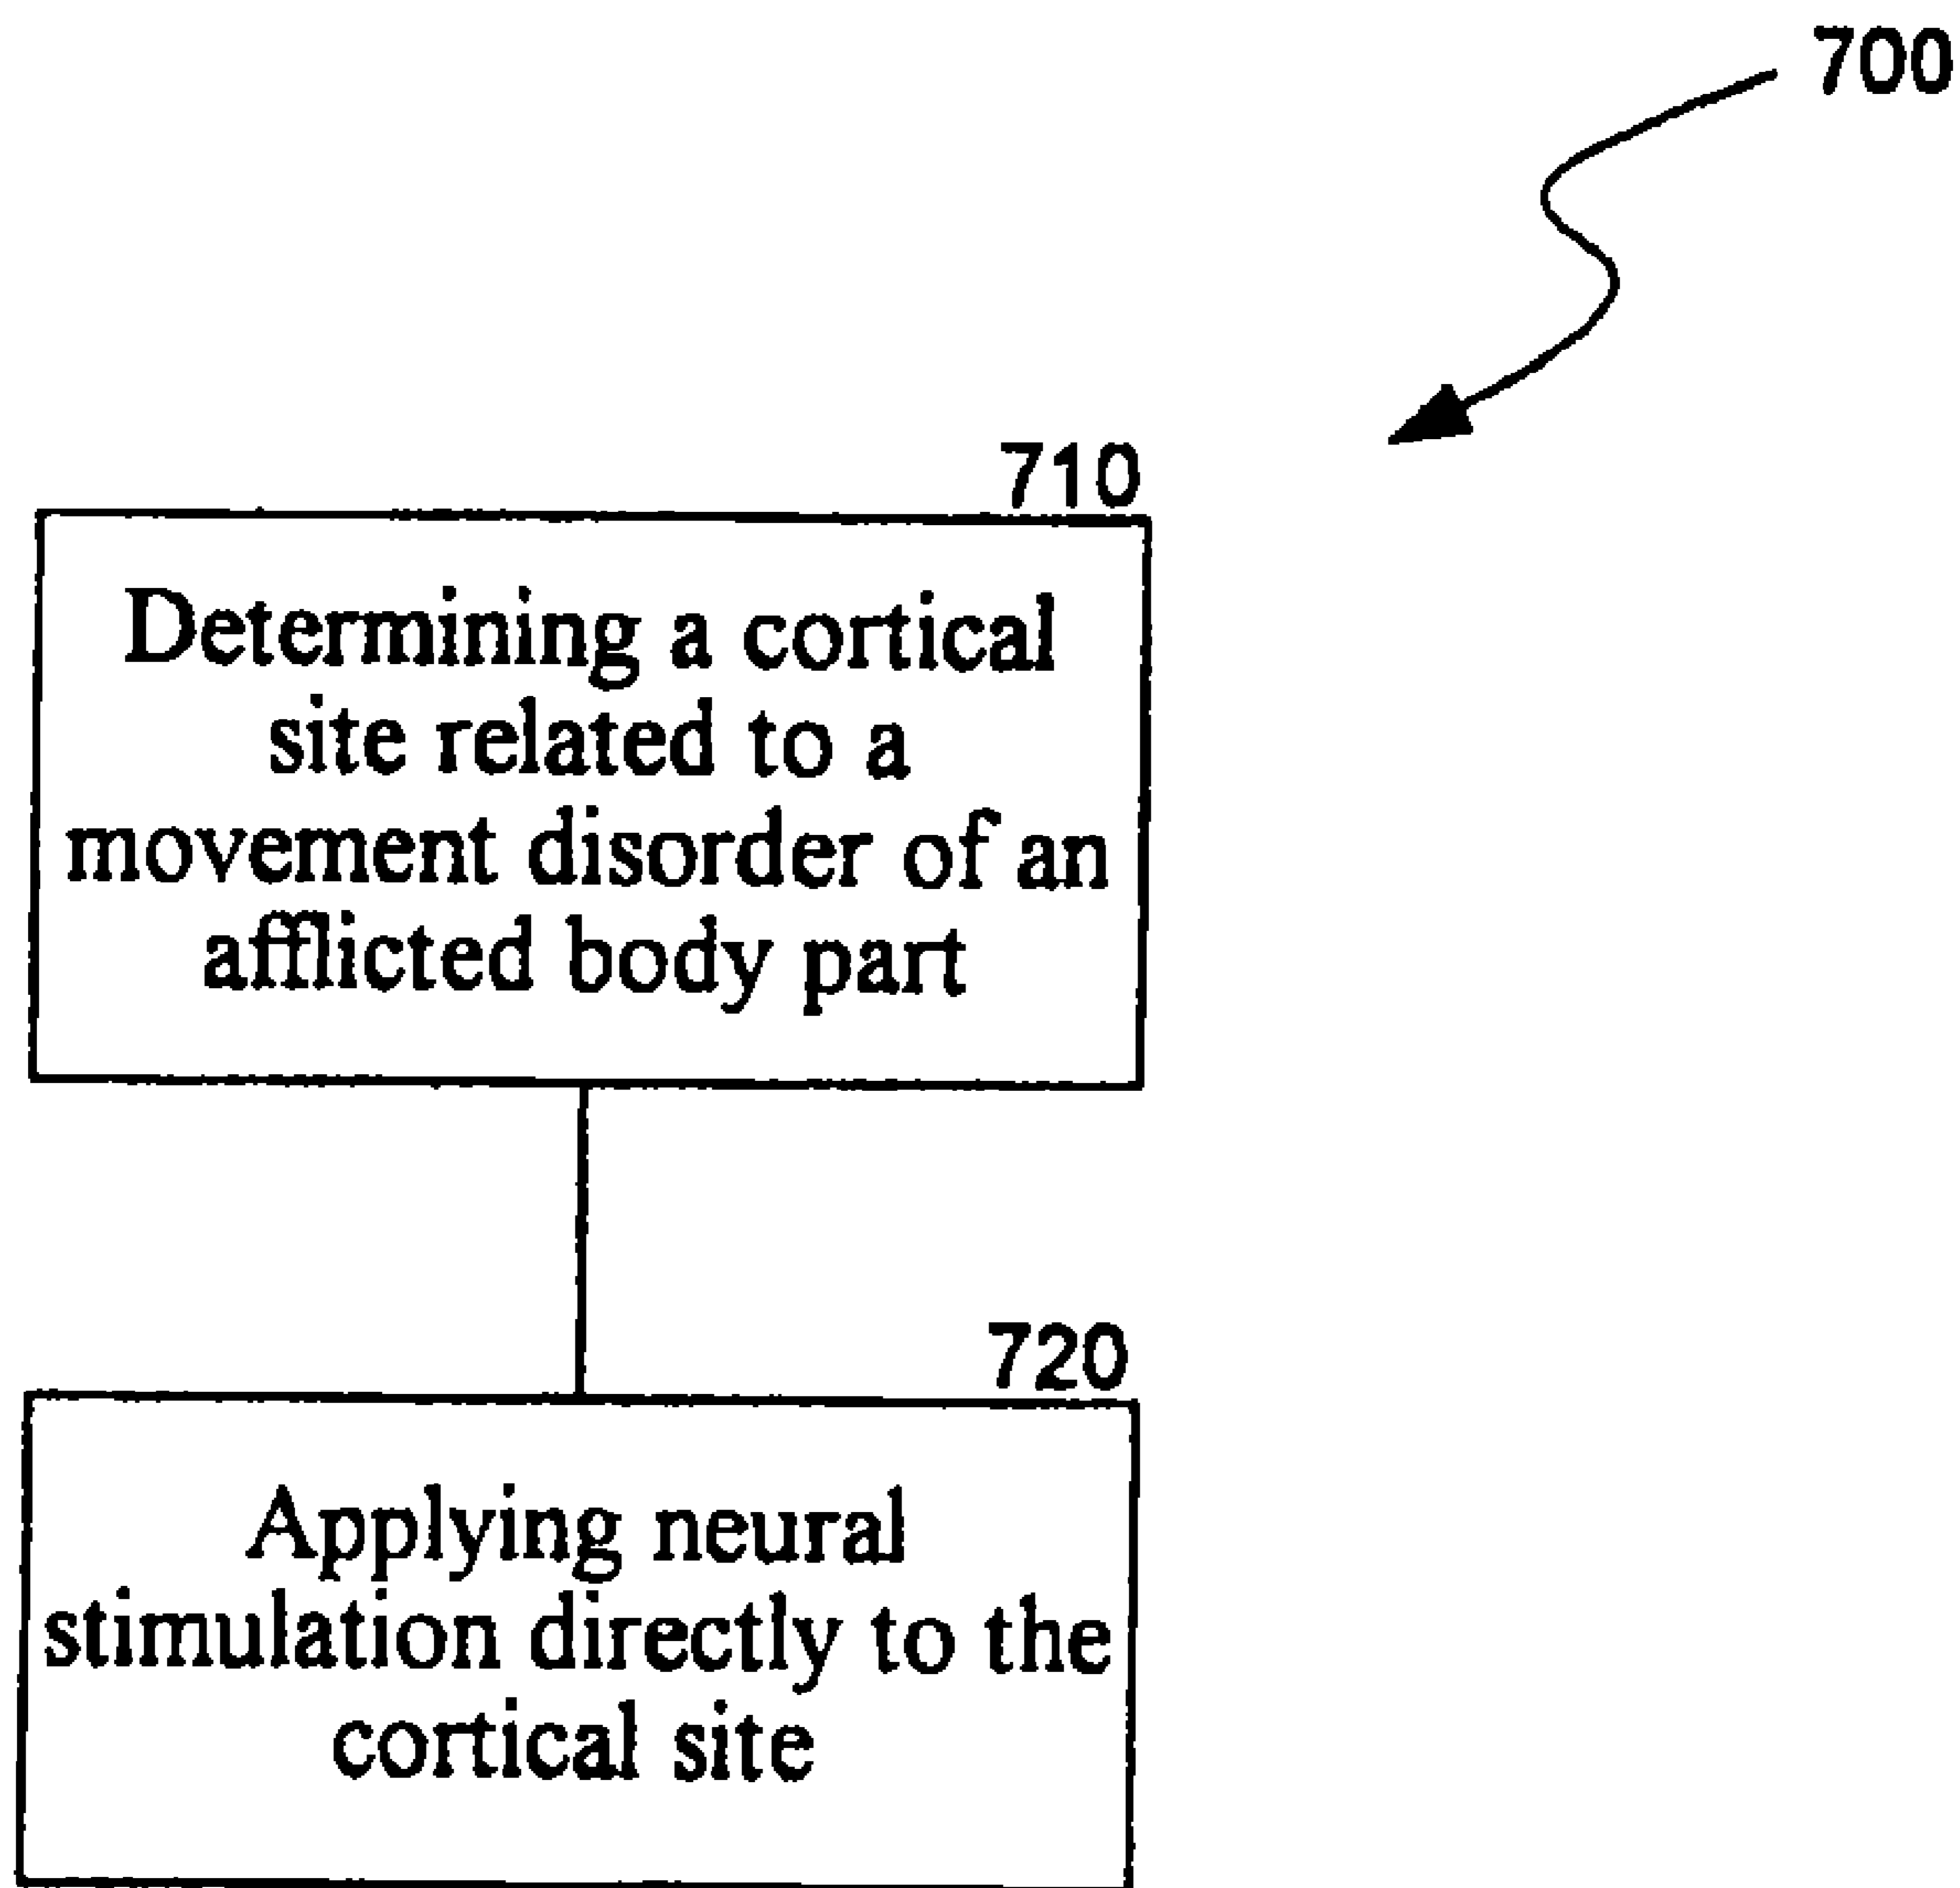 700
710
Determining a cortical
site related to a
movement disorder of an
afflicted body part
720
Applying neural
stimulation directly to the
cortical site